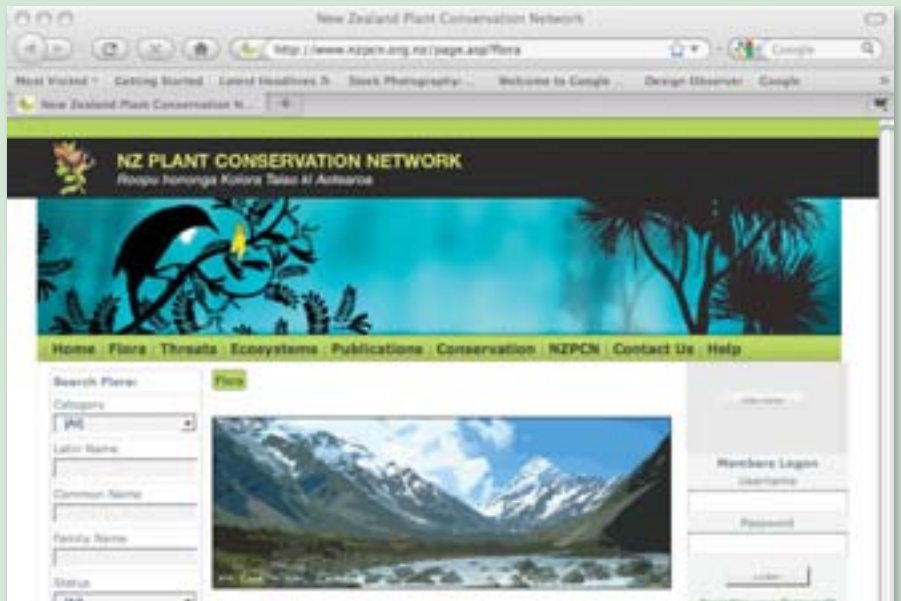 New Zealand Plant Conservation Network
http://www.nzpcn.org.nz/page.asp?flora
Google
Most Visited Getting Started Latest Headlines Stock Photography... Welcome to Google Design Observer Google
New Zealand Plant Conservation N...
NZ PLANT CONSERVATION NETWORK
Roopu
Home Flora Threats Ecosystems Publications Conservation NZPCN Contact Us Help
Search Flora:
Flora
Category
[All]
Latin Name
Common Name
Family Name
Status
[All]
Members Logon
Username
Password